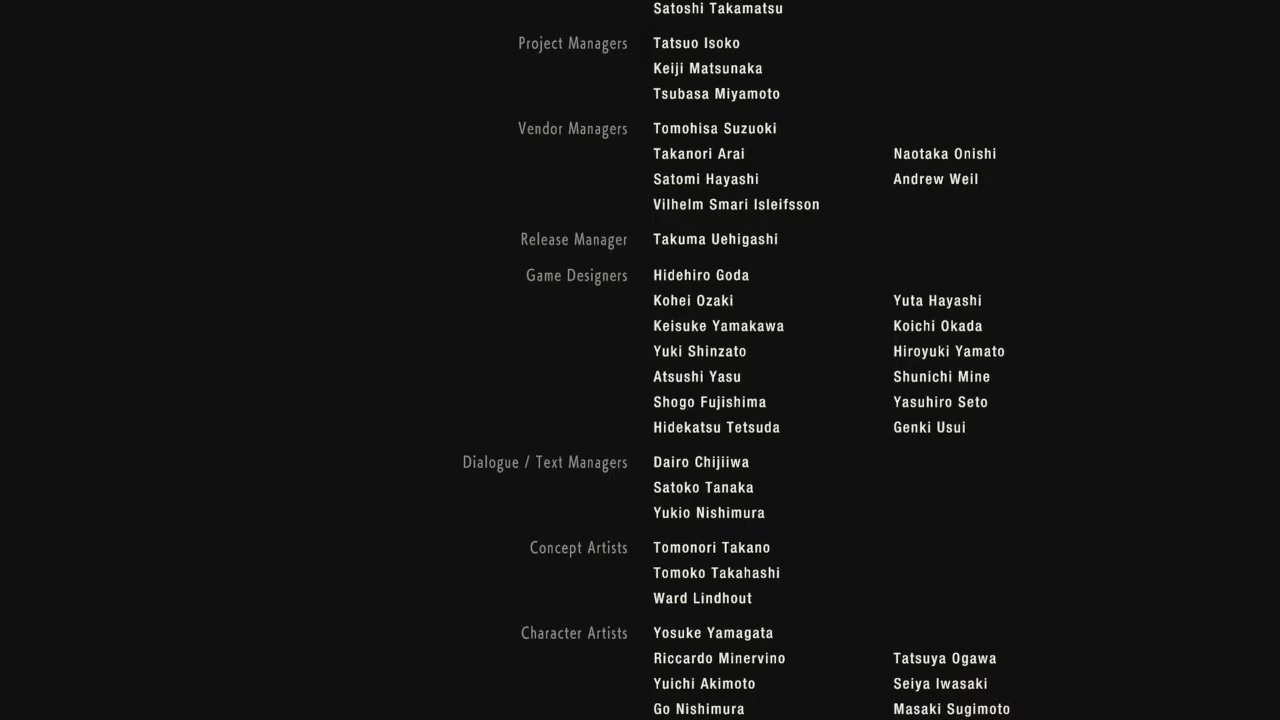 Satoshi Takamatsu
Project Managers Tatsuo Isoko
Keiji Matsunaka
Tsubasa Miyamoto
Vendor Managers Tomohisa Suzuoki
Takanori Arai Naotaka Onishi
Satomi Hayashi Andrew Weil
Vilhelm Smari Isleifsson
Release Manager Takuma Uehigashi
Game Designers Hidehiro Goda
Kohei Ozaki Yuta Hayashi
Keisuke Yamakawa Koichi Okada
Yuki Shinzato Hiroyuki Yamato
Atsushi Yasu Shunichi Mine
Shogo Fujishima Yasuhiro Seto
Hidekatsu Tetsuda Genki Usui
Dialogue / Text Managers Dairo Chijiiwa
Satoko Tanaka
Yukio Nishimura
Concept Artists Tomonori Takano
Tomoko Takahashi
Ward Lindhout
Character Artists Yosuke Yamagata
Riccardo Minervino Tatsuya Ogawa
Yuichi Akimoto Seiya Iwasaki
Go Nishimura Masaki Sugimoto